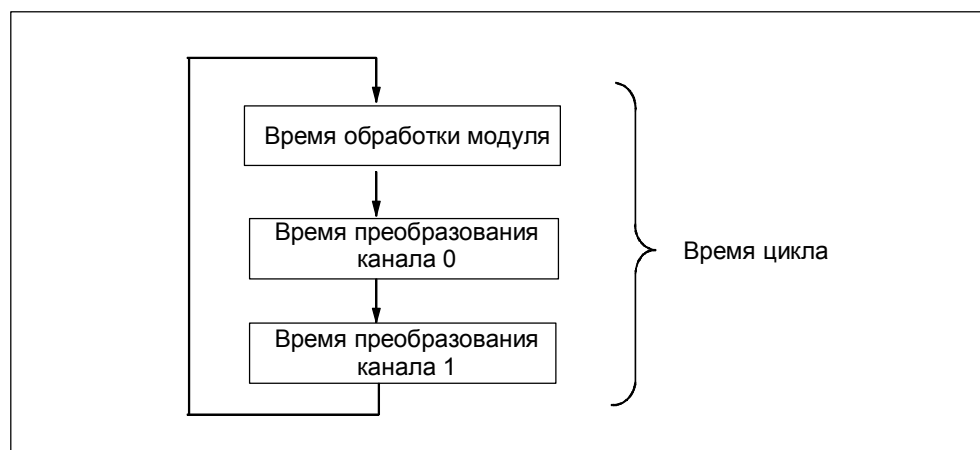 Время обработки модуля
Время преобразования
канала 0
Время цикла
Время преобразования
канала 1